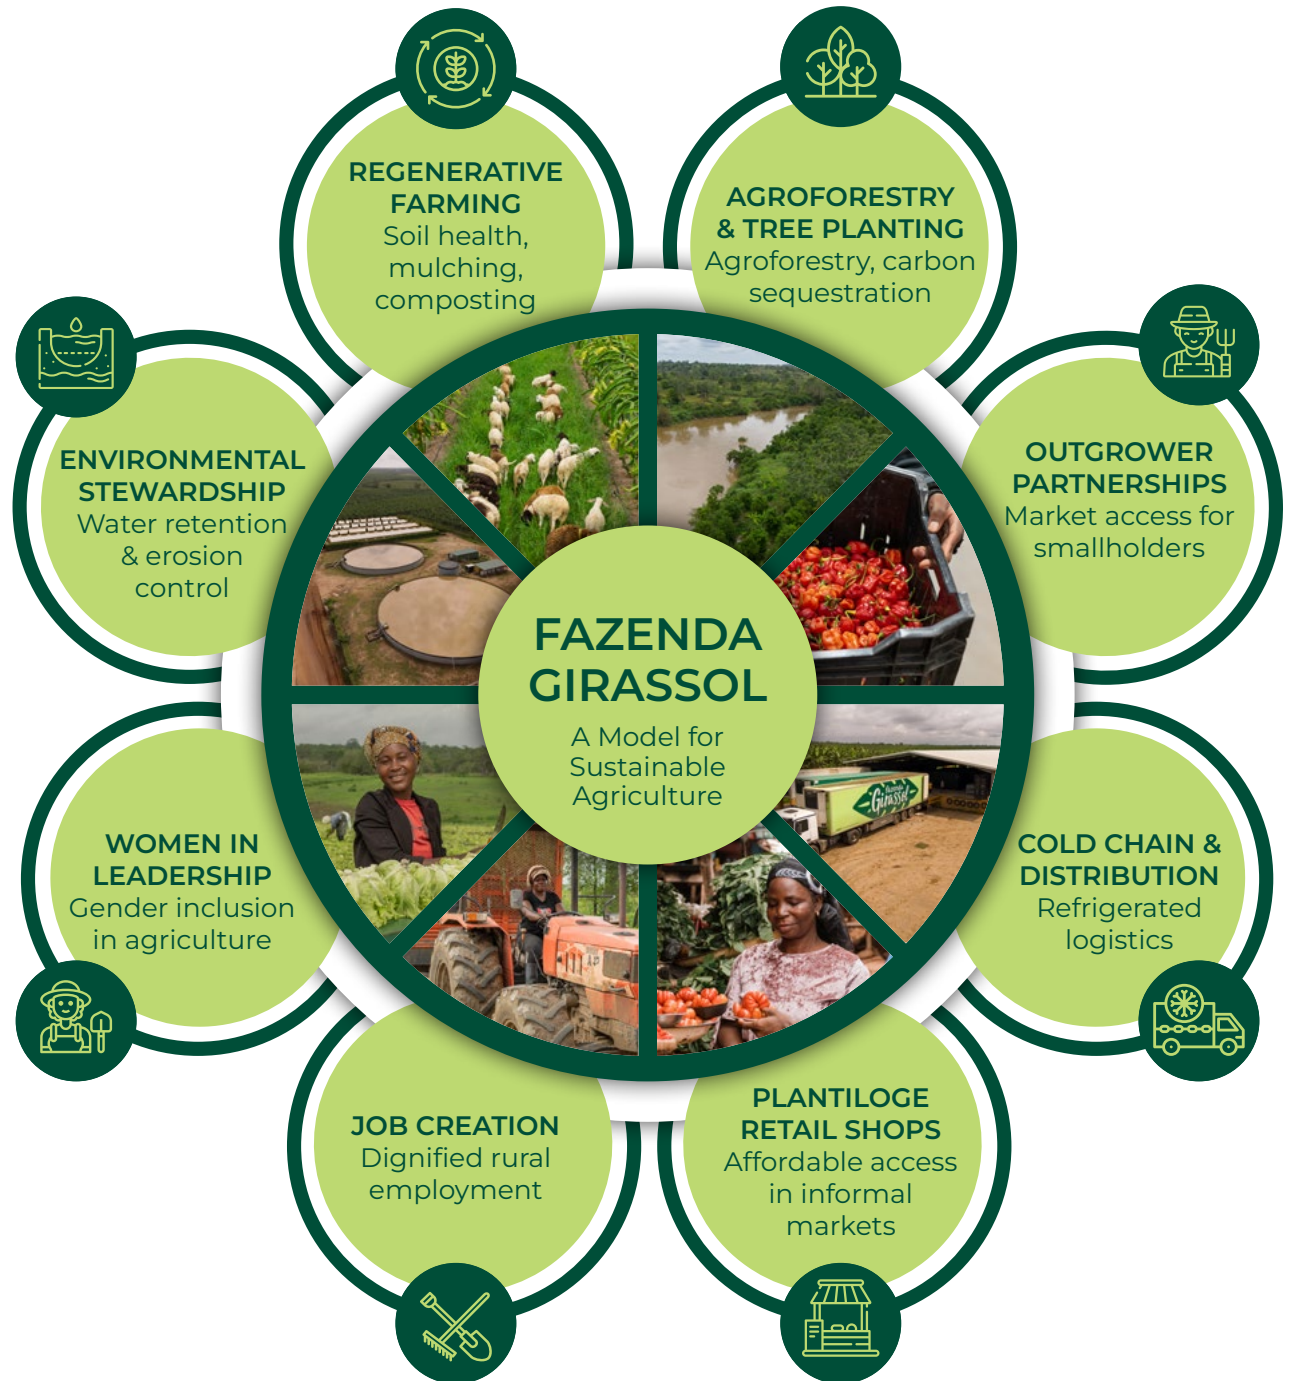 REGENERATIVE
FARMING
Soil health,
mulching,
composting
AGROFORESTRY
& TREE PLANTING
Agroforestry, carbon
sequestration
ENVIRONMENTAL
STEWARDSHIP
Water retention
& erosion
control
OUTGROWER
PARTNERSHIPS
Market access for
smallholders
FAZENDA
GIRASSOL
A Model for
Sustainable
Agriculture
Girassol
WOMEN IN
LEADERSHIP
Gender inclusion
in agriculture
COLD CHAIN &
DISTRIBUTION
Refrigerated
logistics
JOB CREATION
Dignified rural
employment
PLANTILOGE
RETAIL SHOPS
Affordable access
in informal
markets